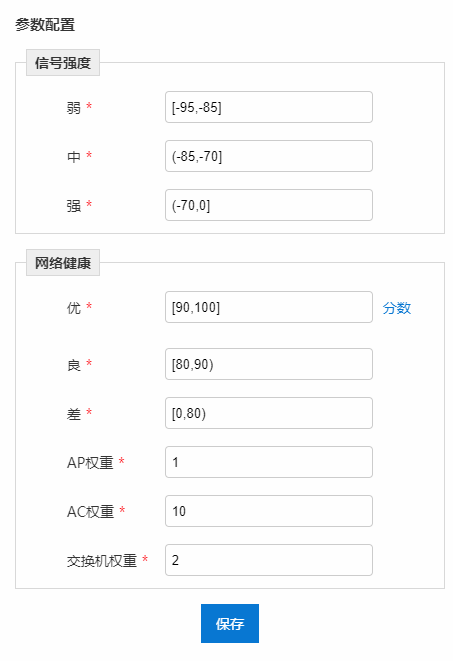 参数配置
信号强度
弱 * [-95,-85]
中 * (-85,-70]
强 * (-70,0]
网络健康
优 * [90,100] 分数
良 * [80,90)
差 * [0,80)
AP权重 * 1
AC权重 * 10
交换机权重 * 2
保存